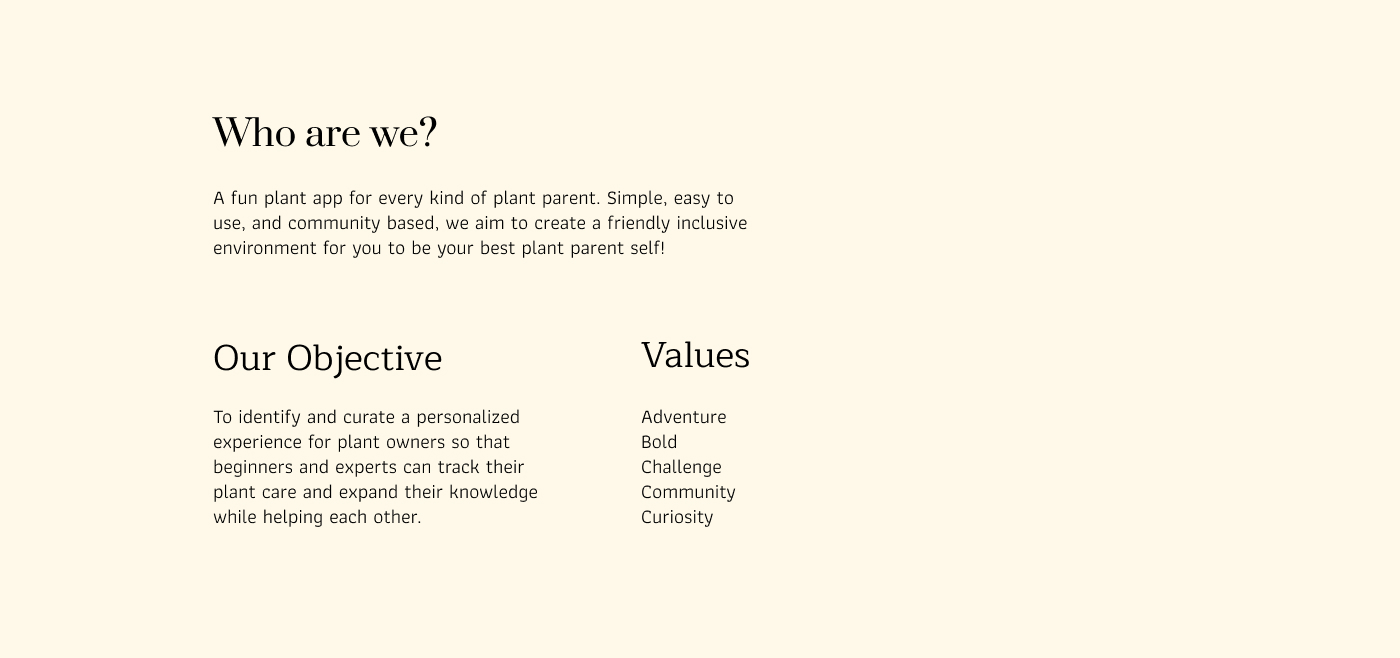 Who are we?
A fun plant app for every kind of plant parent. Simple, easy to
use, and community based, we aim to create a friendly inclusive
environment for you to be your best plant parent self!
Our Objective
To identify and curate a personalized
experience for plant owners so that
beginners and experts can track their
plant care and expand their knowledge
while helping each other.
Values
Adventure
Bold
Challenge
Community
Curiosity